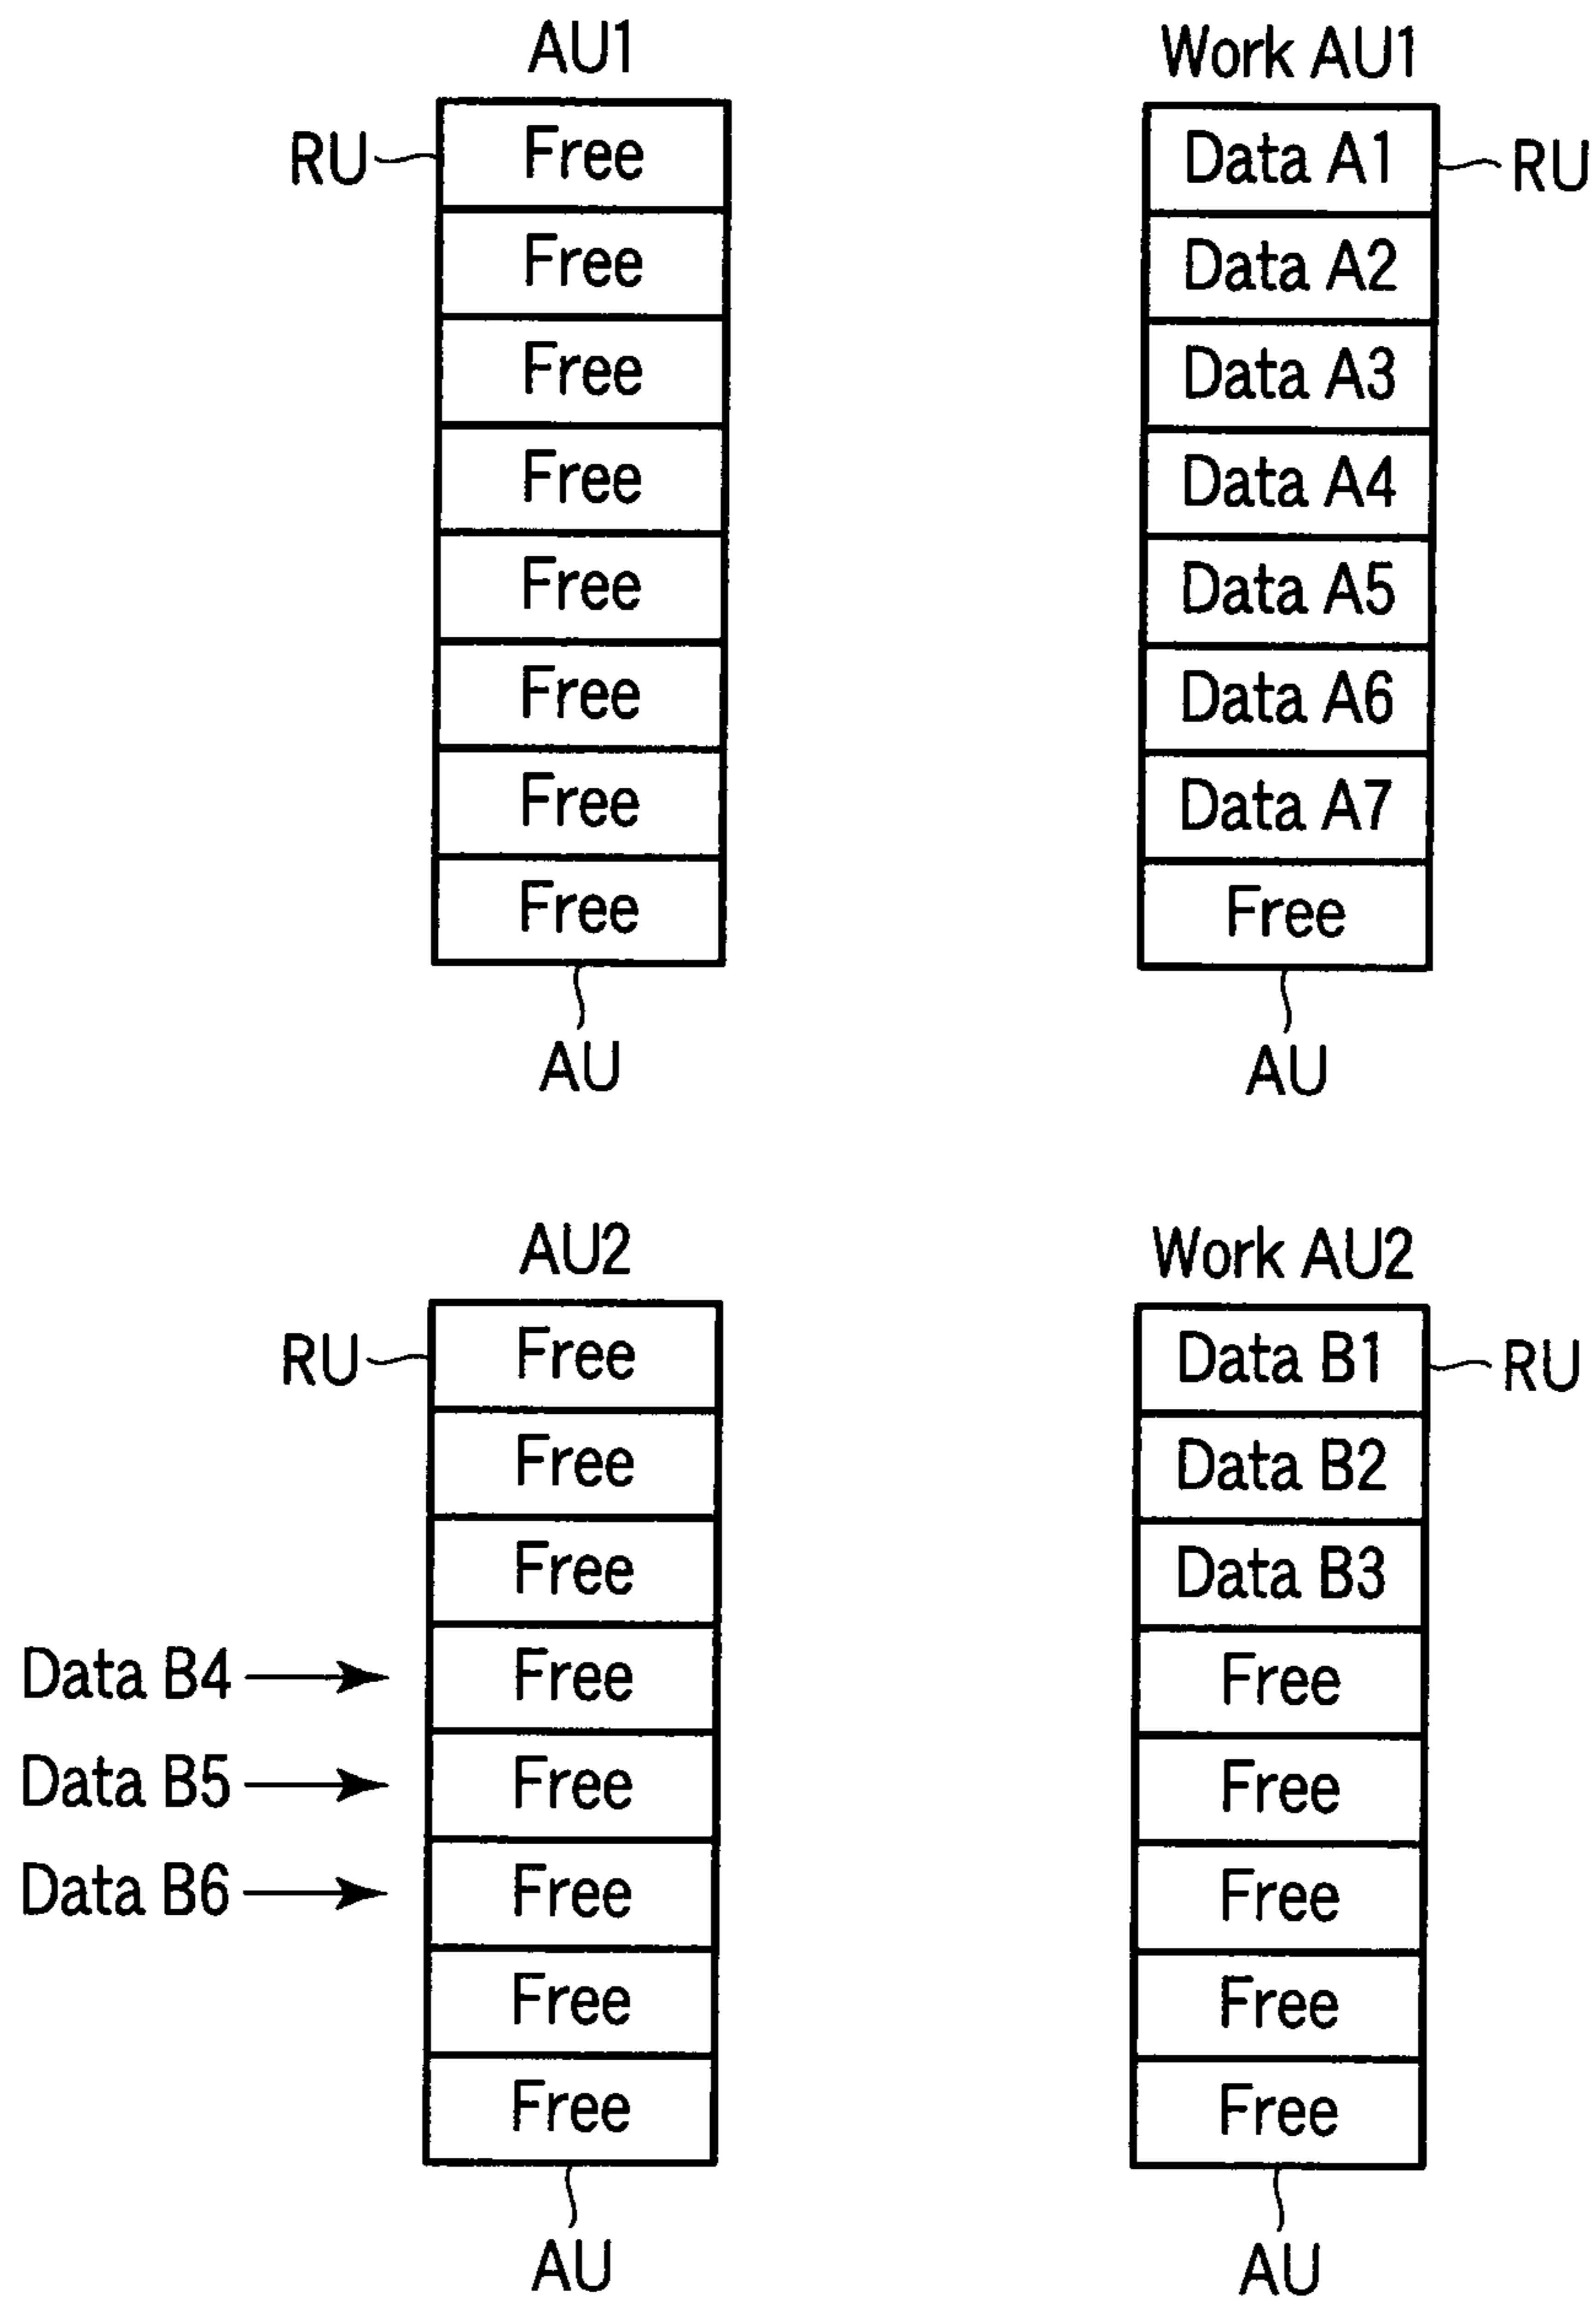 AU1
RU
Free
Free
Free
Free
Free
Free
Free
Free
AU
Work AU1
Data A1
RU
Data A2
Data A3
Data A4
Data A5
Data A6
Data A7
Free
AU
AU2
RU
Free
Free
Free
Data B4
Free
Data B5
Free
Data B6
Free
Free
Free
AU
Work AU2
Data B1
RU
Data B2
Data B3
Free
Free
Free
Free
Free
AU